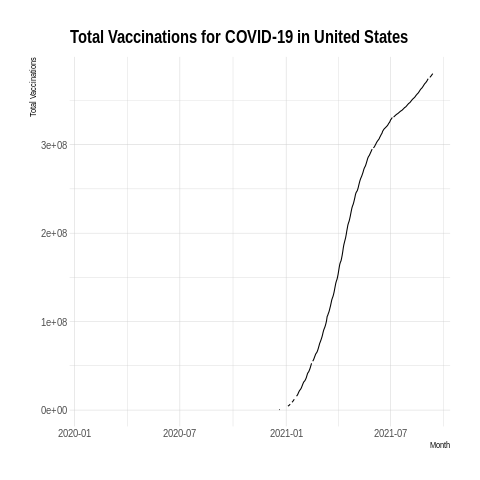 Total Vaccinations for COVID-19 in United States
Total Vaccinations
3e+08
2e+08
1e+08
0e+00
2020-01 2020-07 2021-01 2021-07
Month